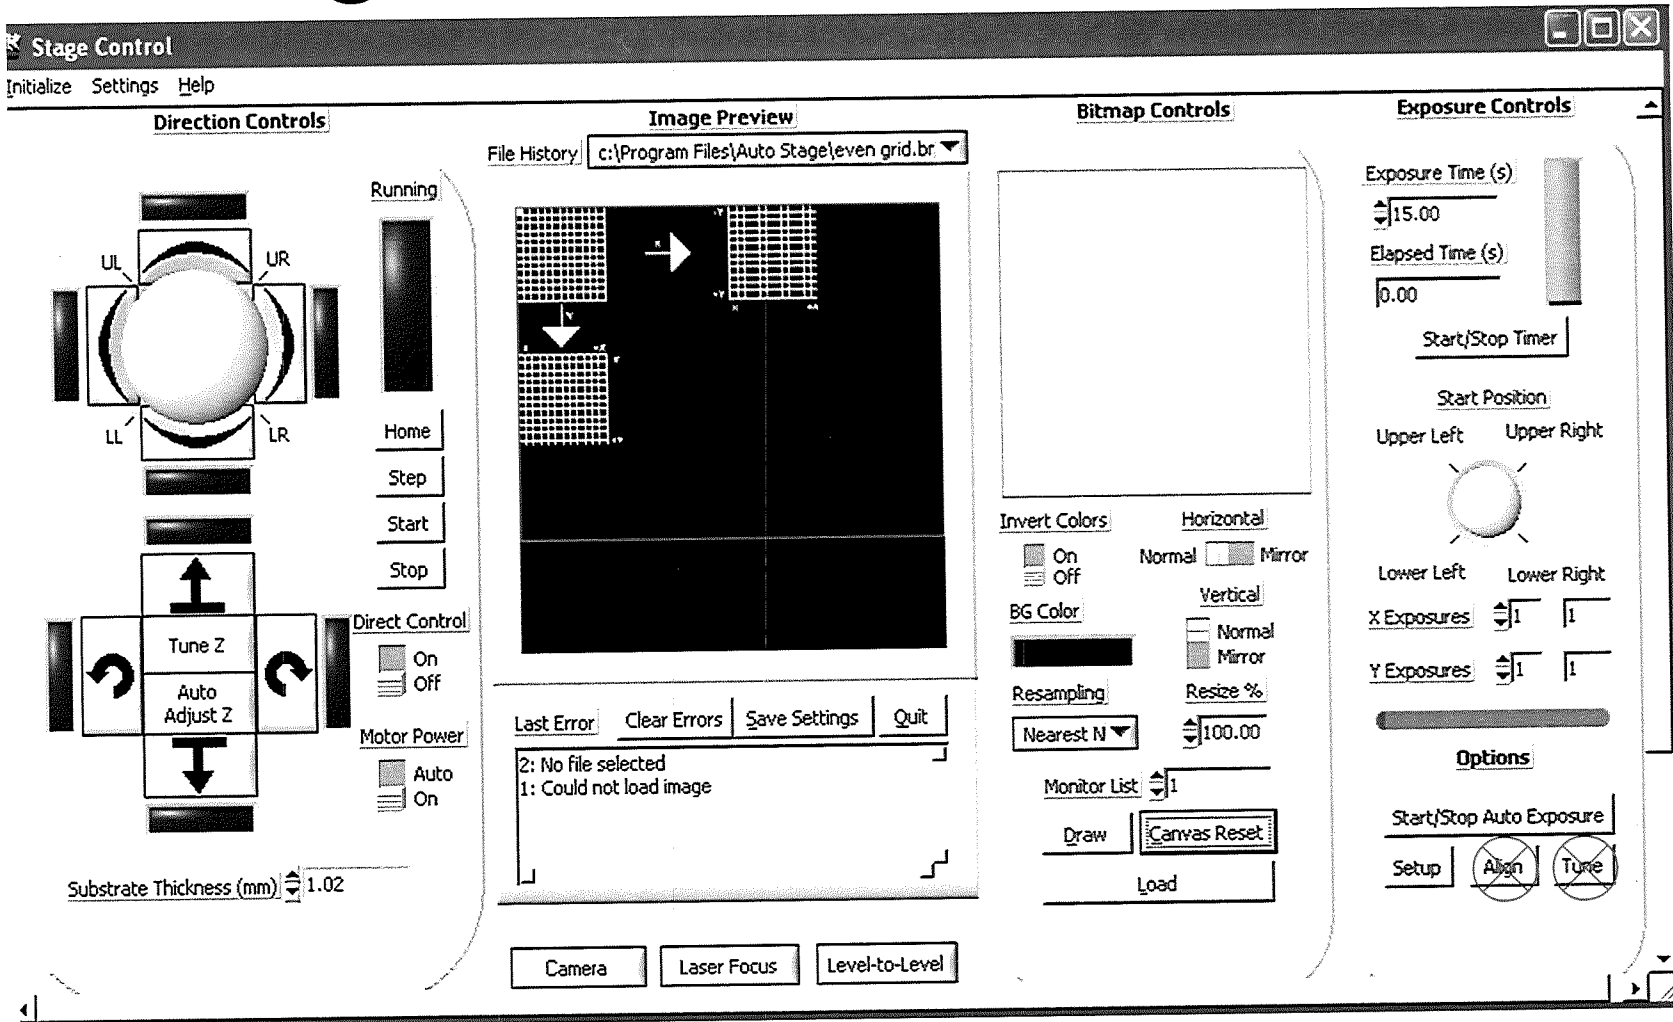 Stage Control
Initialize Settings Help
Direction Controls
Running
UL
UR
LL
LR
Home
Step
Start
Stop
Tune Z
Auto
Adjust Z
Direct Control
On
Off
Motor Power
Auto
On
Substrate Thickness (mm) 1.02
Image Preview
File History c:\Program Files\Auto Stage\even grid.br
Last Error Clear Errors Save Settings Quit
2: No file selected
1: Could not load image
Camera Laser Focus Level-to-Level
Bitmap Controls
Invert Colors
On
Off
Horizontal
Normal Mirror
BG Color
Vertical
Normal
Mirror
Resampling
Nearest N
Resize %
100.00
Monitor List 1
Draw Canvas Reset
Load
Exposure Controls
Exposure Time (s)
15.00
Elapsed Time (s)
0.00
Start/Stop Timer
Start Position
Upper Left Upper Right
Lower Left Lower Right
X Exposures 1 1
Y Exposures 1 1
Options
Start/Stop Auto Exposure
Setup Align Tune